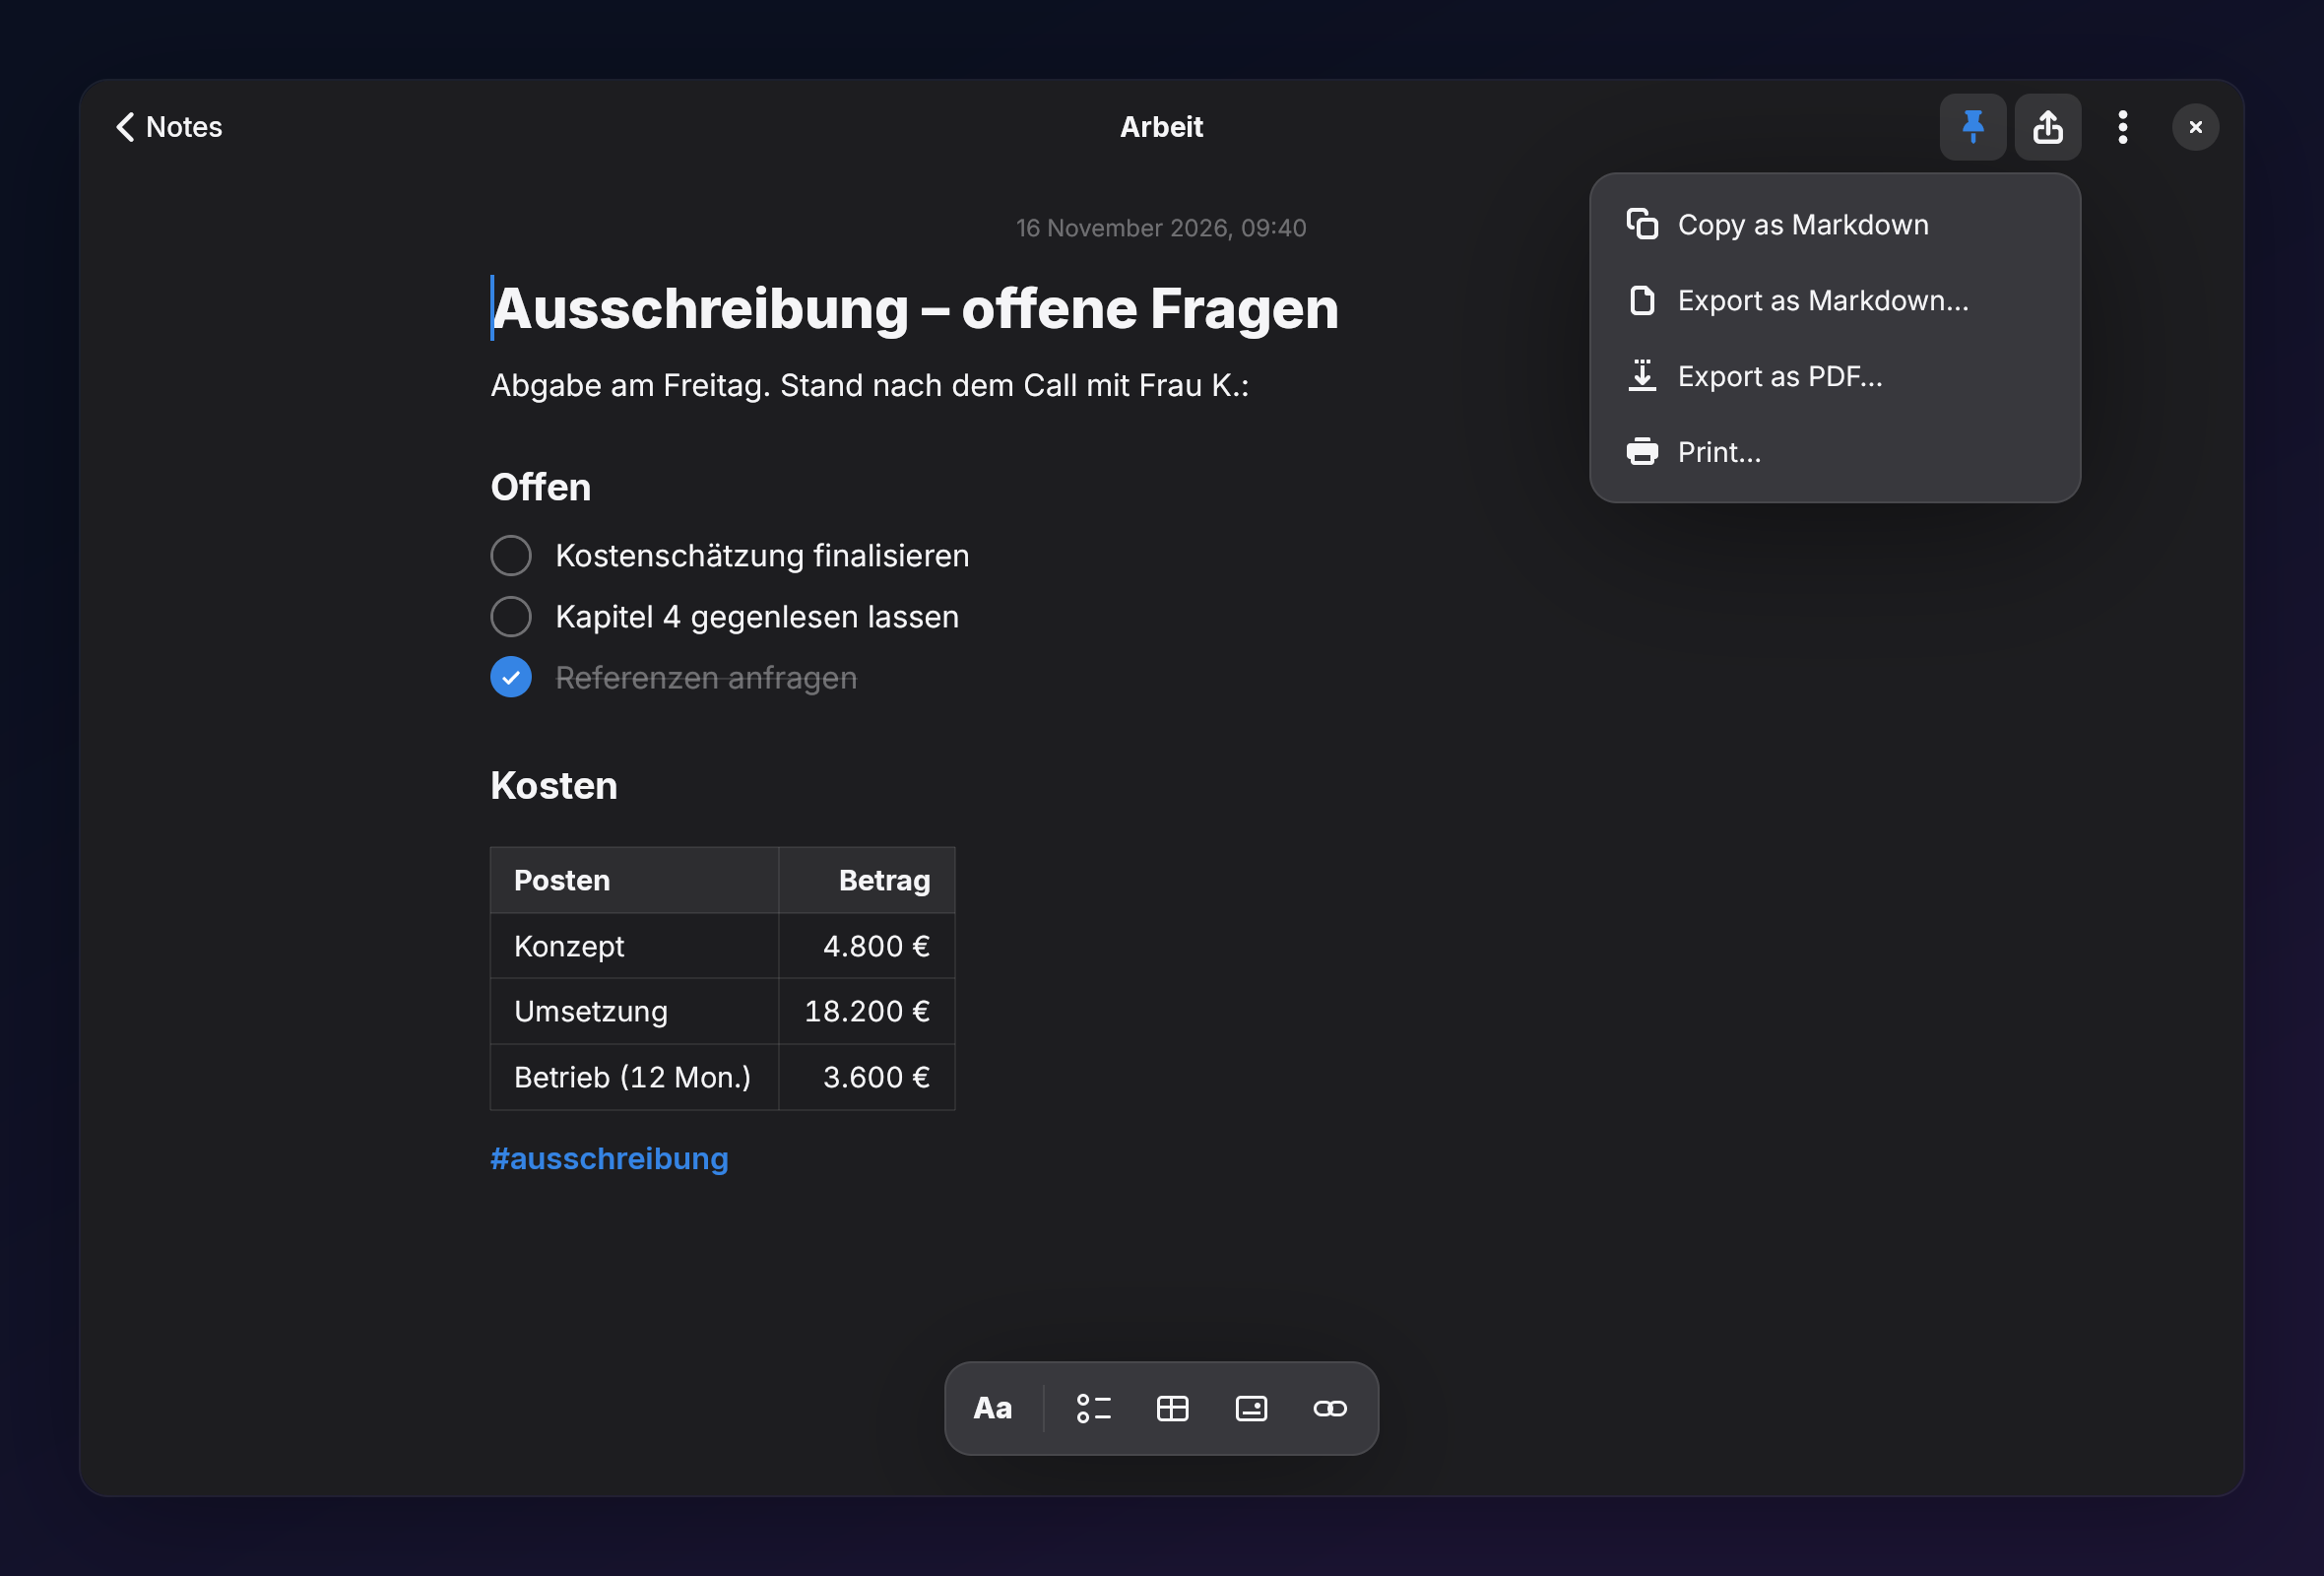 Notes
Arbeit
Copy as Markdown
Export as Markdown...
Export as PDF...
Print...
16 November 2026, 09:40
Ausschreibung – offene Fragen
Abgabe am Freitag. Stand nach dem Call mit Frau K.:
Offen
Kostenschätzung finalisieren
Kapitel 4 gegenlesen lassen
Referenzen anfragen
Kosten
Posten Betrag
Konzept 4.800 €
Umsetzung 18.200 €
Betrieb (12 Mon.) 3.600 €
#ausschreibung
Aa